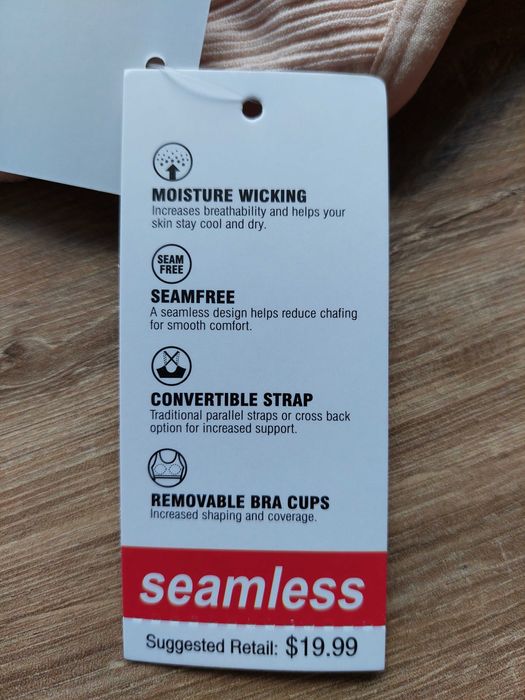 MOISTURE WICKING
Increases breathability and helps your
skin stay cool and dry.
SEAM
FREE
SEAMFREE
A seamless design helps reduce chafing
for smooth comfort.
CONVERTIBLE STRAP
Traditional parallel straps or cross back
option for increased support.
REMOVABLE BRA CUPS
Increased shaping and coverage.
seamless
Suggested Retail: $19.99